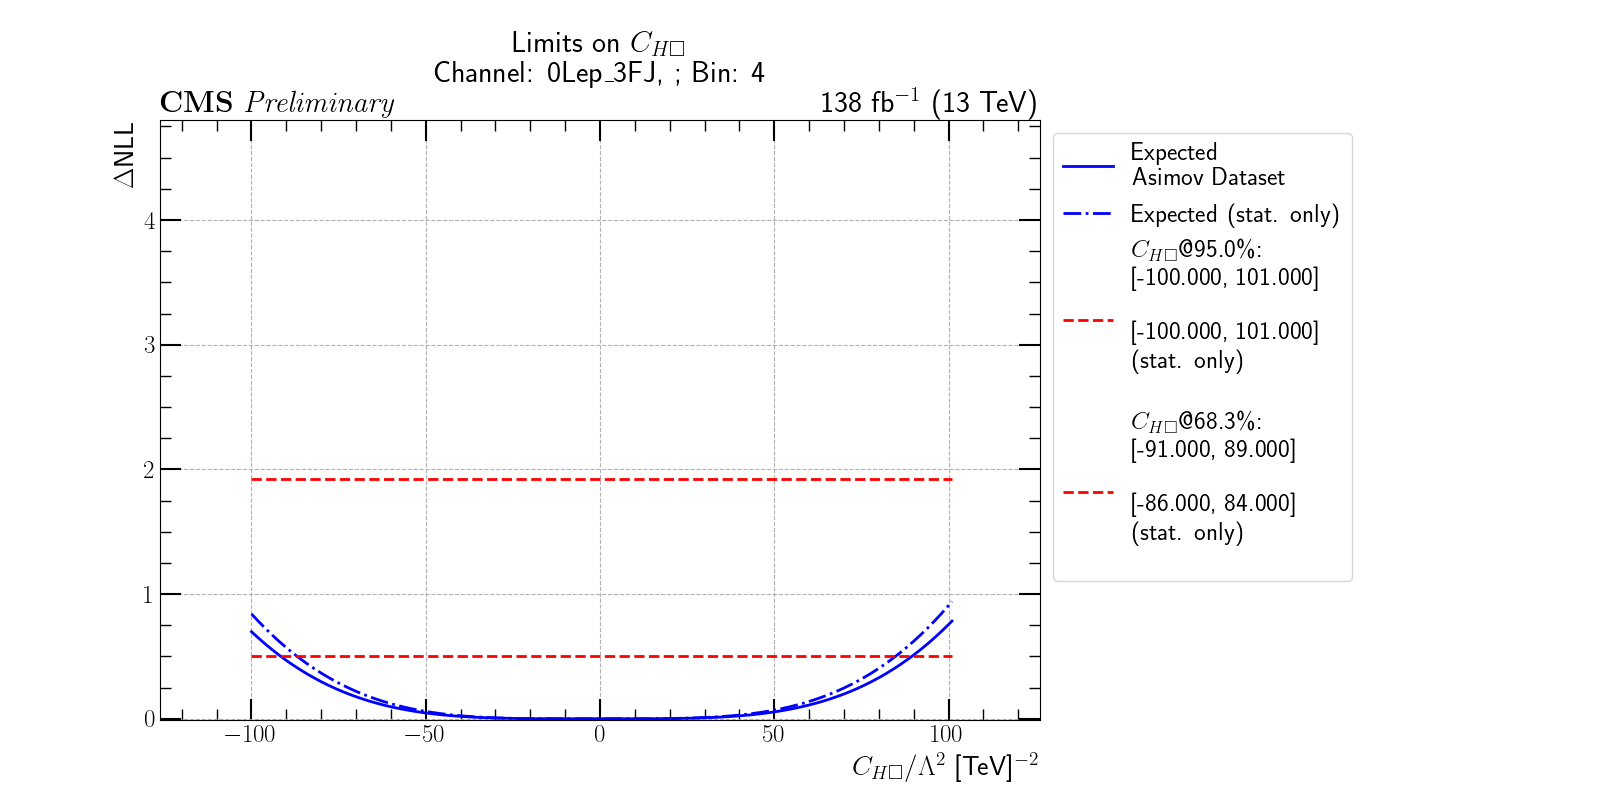 Limits on C_{H□}
Channel: 0Lep_3FJ, ; Bin: 4
CMS Preliminary
138 fb⁻¹ (13 TeV)
ΔNLL
4
3
2
1
0
−100
−50
0
50
100
C_{H□}/Λ² [TeV]⁻²
Expected
Asimov Dataset
Expected (stat. only)
C_{H□}@95.0%:
[-100.000, 101.000]
[-100.000, 101.000]
(stat. only)
C_{H□}@68.3%:
[-91.000, 89.000]
[-86.000, 84.000]
(stat. only)